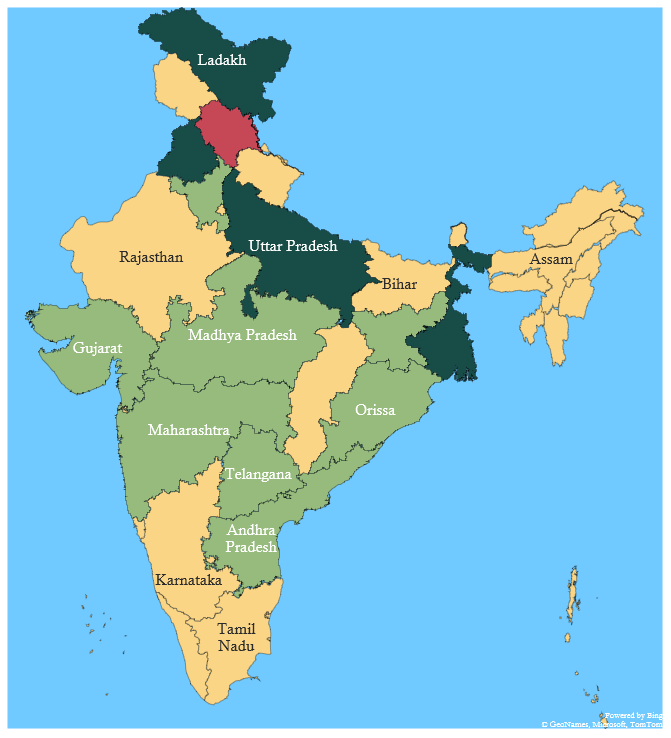 Ladakh
Uttar Pradesh
Rajasthan
Assam
Bihar
Madhya Pradesh
Gujarat
Orissa
Maharashtra
Telangana
Andhra
Pradesh
Karnataka
Tamil
Nadu
Powered by Bing
© GeoNames, Microsoft, TomTom